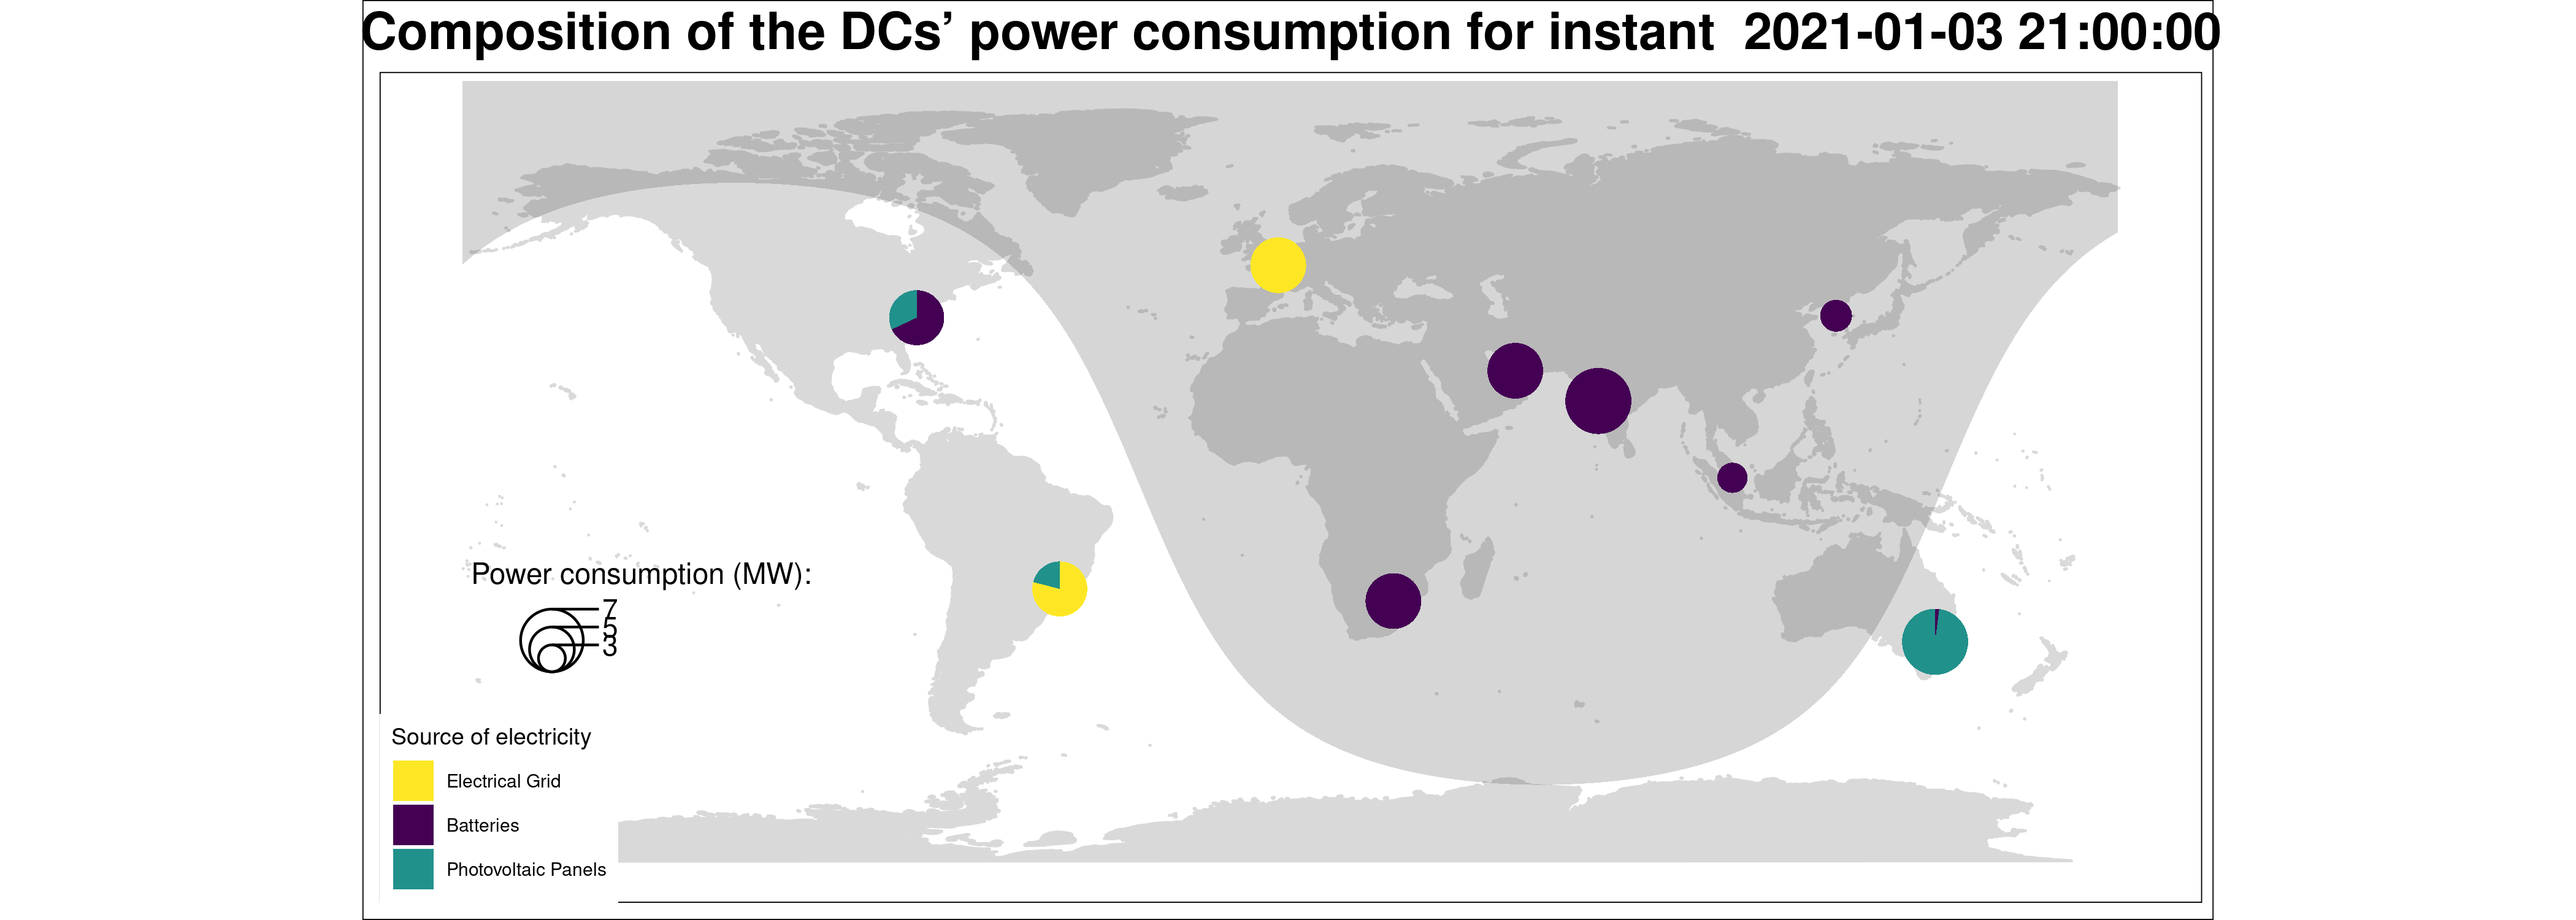 Composition of the DCs’ power consumption for instant  2021-01-03 21:00:00
Power consumption (MW):
7
5
3
Source of electricity
Electrical Grid
Batteries
Photovoltaic Panels